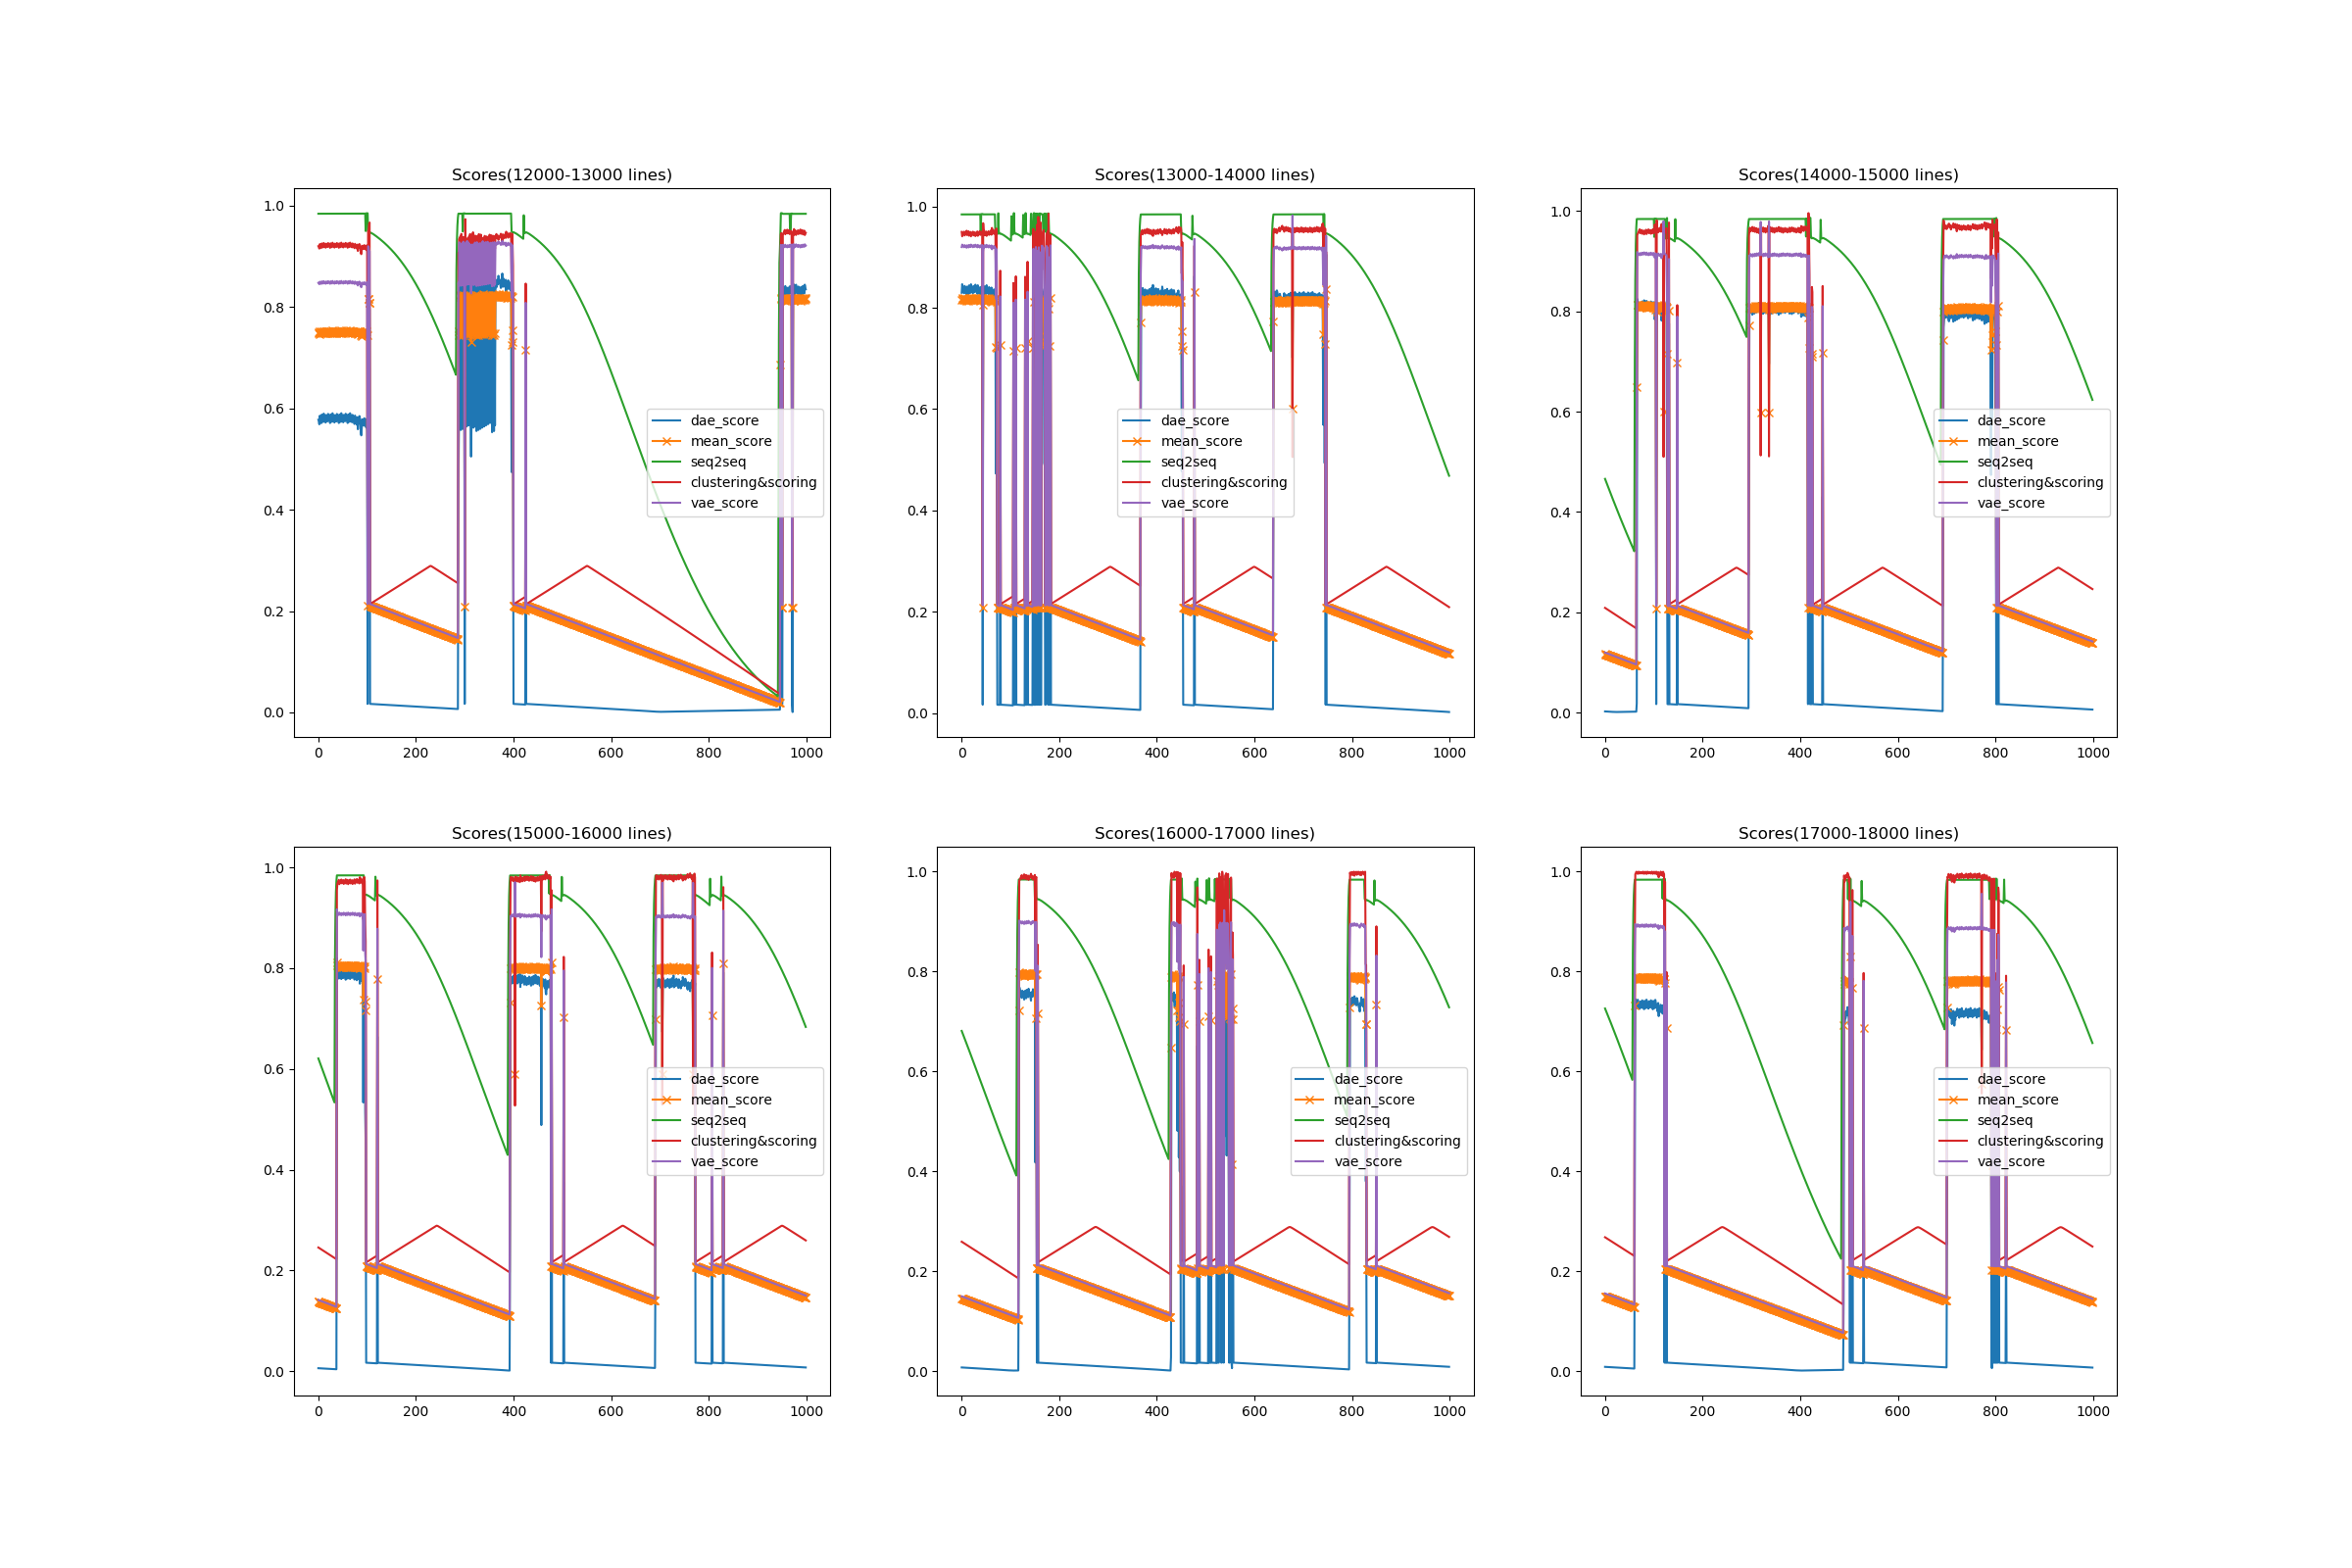 Scores(12000-13000 lines)
1.0
0.8
0.6
0.4
0.2
0.0
0 200 400 600 800 1000
dae_score
mean_score
seq2seq
clustering&scoring
vae_score
Scores(13000-14000 lines)
1.0
0.8
0.6
0.4
0.2
0.0
0 200 400 600 800 1000
dae_score
mean_score
seq2seq
clustering&scoring
vae_score
Scores(14000-15000 lines)
1.0
0.8
0.6
0.4
0.2
0.0
0 200 400 600 800 1000
dae_score
mean_score
seq2seq
clustering&scoring
vae_score
Scores(15000-16000 lines)
1.0
0.8
0.6
0.4
0.2
0.0
0 200 400 600 800 1000
dae_score
mean_score
seq2seq
clustering&scoring
vae_score
Scores(16000-17000 lines)
1.0
0.8
0.6
0.4
0.2
0.0
0 200 400 600 800 1000
dae_score
mean_score
seq2seq
clustering&scoring
vae_score
Scores(17000-18000 lines)
1.0
0.8
0.6
0.4
0.2
0.0
0 200 400 600 800 1000
dae_score
mean_score
seq2seq
clustering&scoring
vae_score